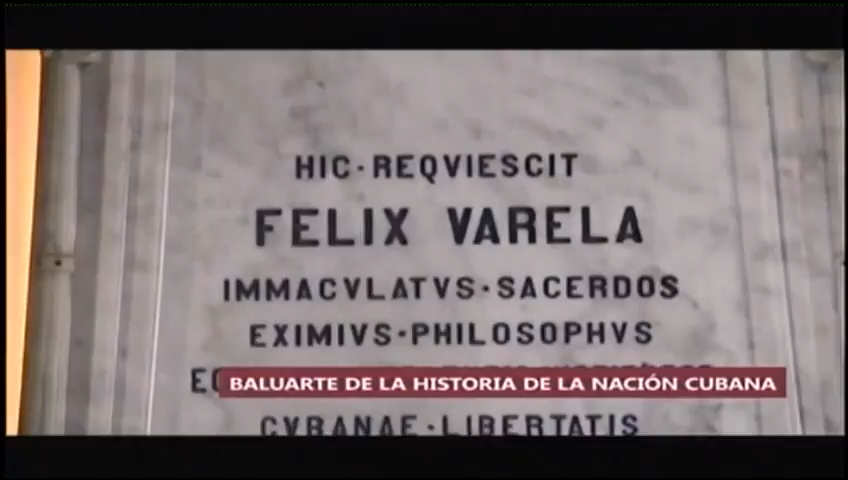 HIC·REQVIESCIT
FELIX VARELA
IMMACVLATVS·SACERDOS
EXIMIVS·PHILOSOPHVS
BALUARTE DE LA HISTORIA DE LA NACIÓN CUBANA
CVBANAE·LIBERTATIS